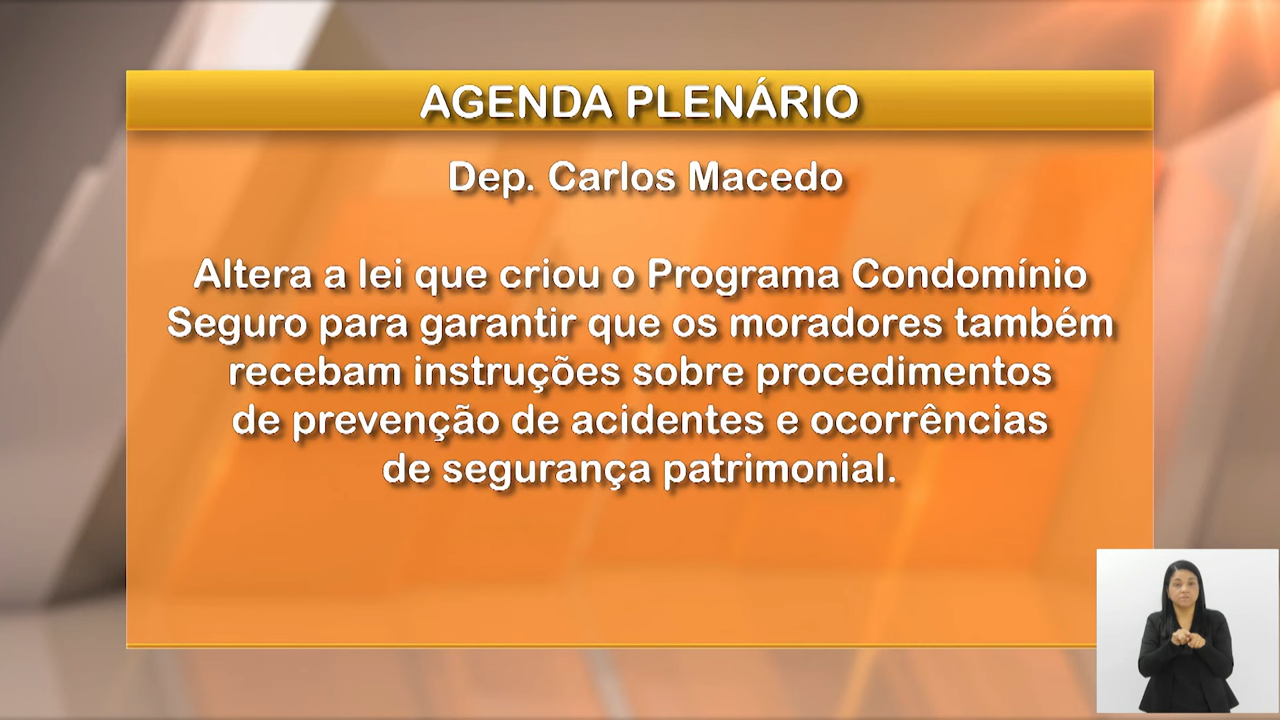 AGENDA PLENÁRIO
Dep. Carlos Macedo
Altera a lei que criou o Programa Condomínio
Seguro para garantir que os moradores também
recebam instruções sobre procedimentos
de prevenção de acidentes e ocorrências
de segurança patrimonial.